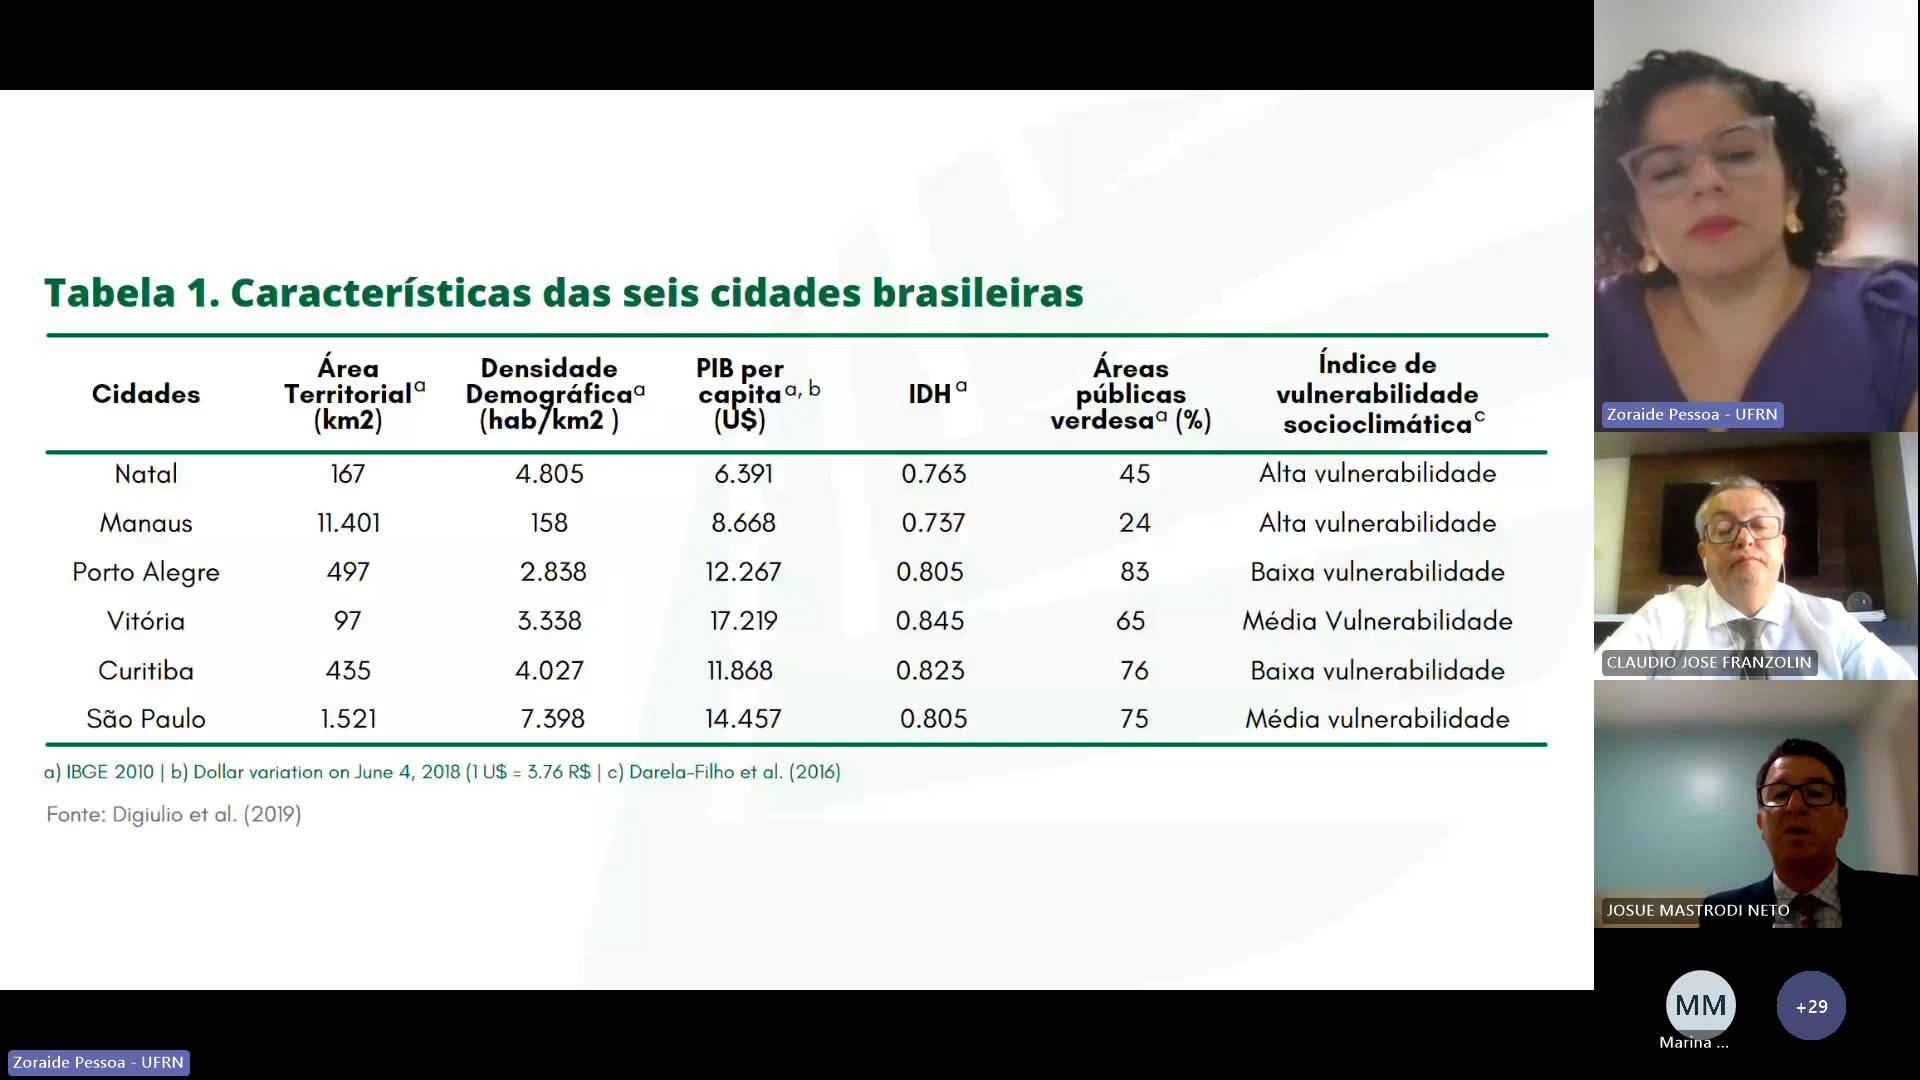 Tabela 1. Características das seis cidades brasileiras
Cidades Área Territorial a (km2) Densidade Demográfica a (hab/km2 ) PIB per capita a, b (U$) IDH a Áreas públicas verdes a (%) Índice de vulnerabilidade socioclimática c
Natal 167 4.805 6.391 0.763 45 Alta vulnerabilidade
Manaus 11.401 158 8.668 0.737 24 Alta vulnerabilidade
Porto Alegre 497 2.838 12.267 0.805 83 Baixa vulnerabilidade
Vitória 97 3.338 17.219 0.845 65 Média Vulnerabilidade
Curitiba 435 4.027 11.868 0.823 76 Baixa vulnerabilidade
São Paulo 1.521 7.398 14.457 0.805 75 Média vulnerabilidade
a) IBGE 2010 | b) Dollar variation on June 4, 2018 (1 U$ = 3.76 R$ | c) Darela-Filho et al. (2016)
Fonte: Digiulio et al. (2019)
Zoraide Pessoa - UFRN
Zoraide Pessoa - UFRN
CLAUDIO JOSE FRANZOLIN
JOSUE MASTRODI NETO
MM
+29
Marina ...